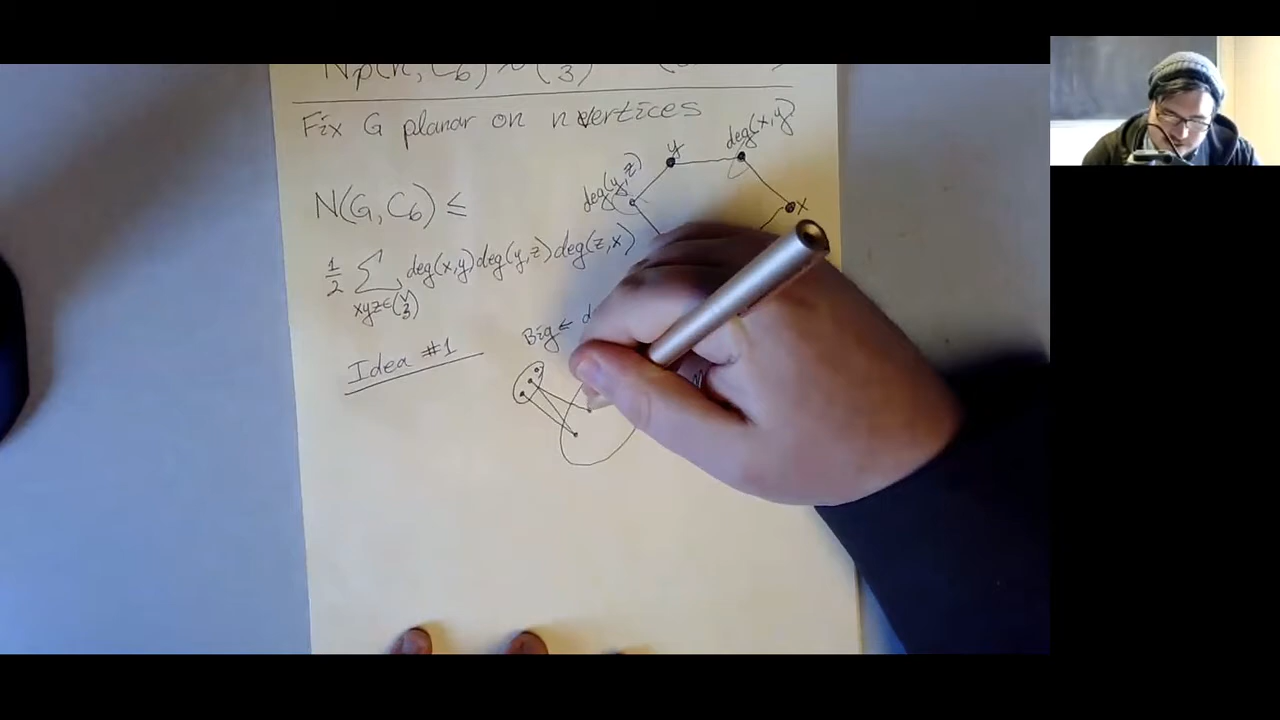 Fix G planar on n vertices
deg(x,y)
y
deg(y,z)
x
N(G, C6) ≤
1/2 Σ deg(x,y)deg(y,z)deg(z,x)
xyz∈(V 3)
Big ←
Idea #1